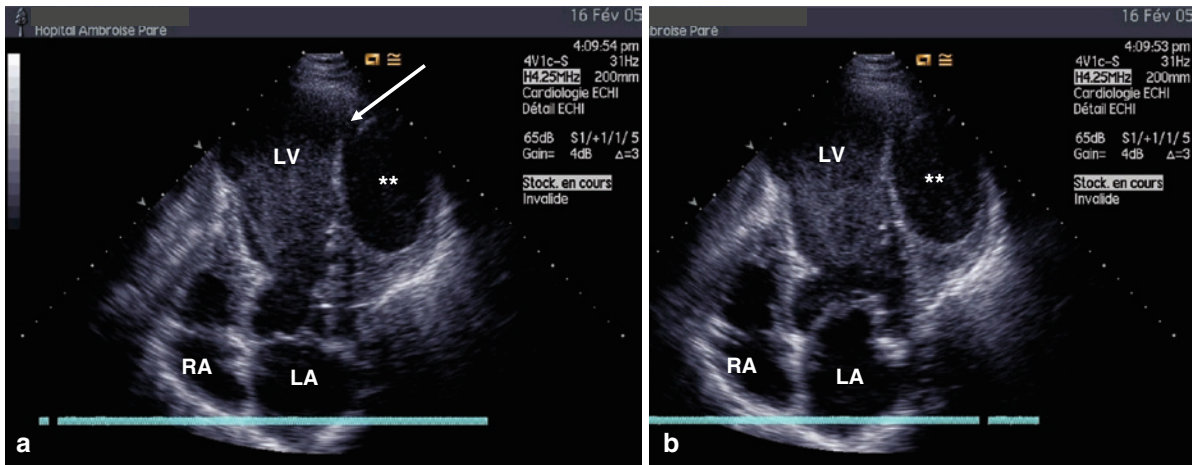 16 Fév 05
Hopital Ambroise Paré
4:09:54 pm
4V1c-S 31Hz
H4.25MHz 200mm
Cardiologie ECHI
Détail ECHI
65dB S1/+1/1/5
Gain= 4dB Δ=3
Stock. en cours
Invalide
LV
**
RA
LA
a
16 Fév 05
broise Paré
4:09:53 pm
4V1c-S 31Hz
H4.25MHz 200mm
Cardiologie ECHI
Détail ECHI
65dB S1/+1/1/5
Gain= 4dB Δ=3
Stock. en cours
Invalide
LV
**
RA
LA
b